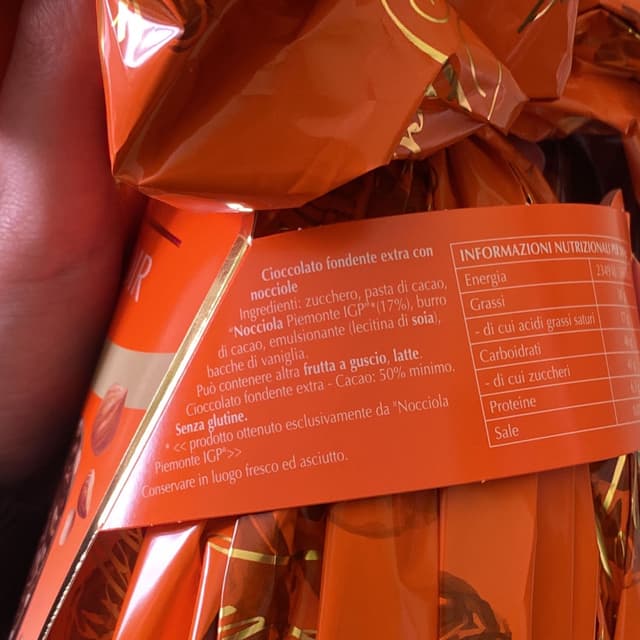 UR
Cioccolato fondente extra con
nocciole
Ingredienti: zucchero, pasta di cacao,
"Nocciola Piemonte IGP"*(17%), burro
di cacao, emulsionante (lecitina di soia),
bacche di vaniglia.
Può contenere altra frutta a guscio, latte.
Cioccolato fondente extra - Cacao: 50% minimo.
Senza glutine.
* << prodotto ottenuto esclusivamente da "Nocciola
Piemonte IGP">>
Conservare in luogo fresco ed asciutto.
INFORMAZIONI NUTRIZIONALI
Energia
Grassi
- di cui acidi grassi saturi
Carboidrati
- di cui zuccheri
Proteine
Sale